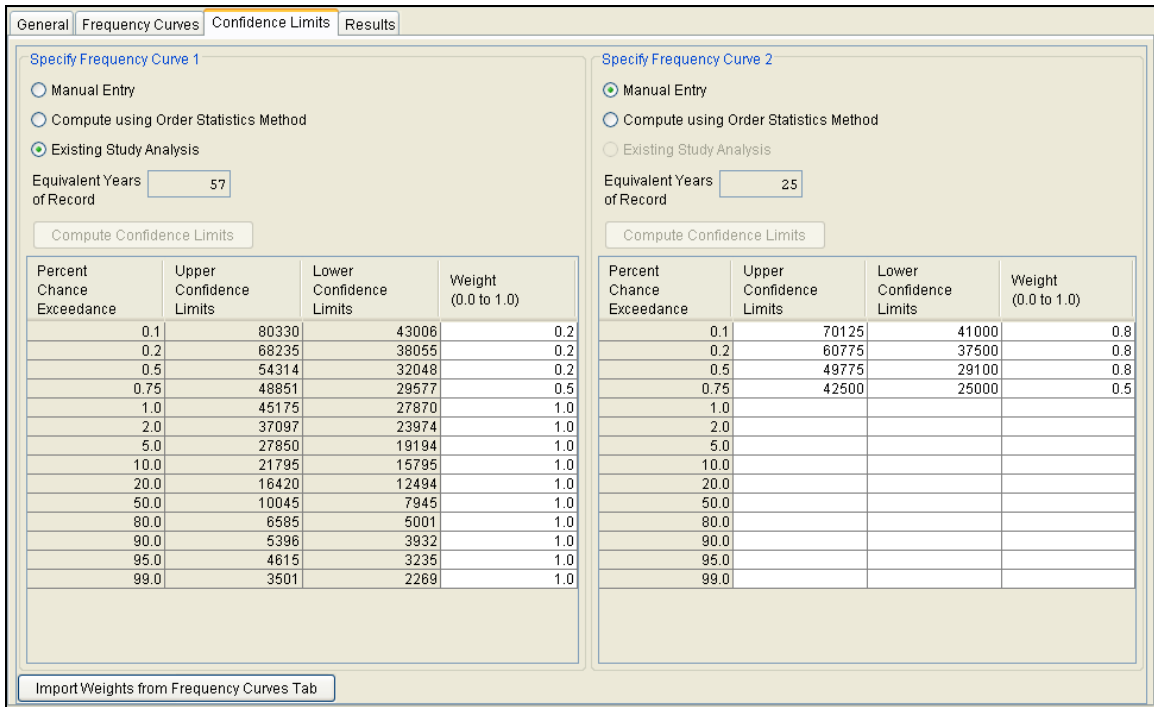 General Frequency Curves Confidence Limits Results
Specify Frequency Curve 1
Manual Entry
Compute using Order Statistics Method
Existing Study Analysis
Equivalent Years of Record 57
Compute Confidence Limits
Percent Chance Exceedance Upper Confidence Limits Lower Confidence Limits Weight (0.0 to 1.0)
0.1 80330 43006 0.2
0.2 68235 38055 0.2
0.5 54314 32048 0.2
0.75 48851 29577 0.5
1.0 45175 27870 1.0
2.0 37097 23974 1.0
5.0 27850 19194 1.0
10.0 21795 15795 1.0
20.0 16420 12494 1.0
50.0 10045 7945 1.0
80.0 6585 5001 1.0
90.0 5396 3932 1.0
95.0 4615 3235 1.0
99.0 3501 2269 1.0
Specify Frequency Curve 2
Manual Entry
Compute using Order Statistics Method
Existing Study Analysis
Equivalent Years of Record 25
Compute Confidence Limits
Percent Chance Exceedance Upper Confidence Limits Lower Confidence Limits Weight (0.0 to 1.0)
0.1 70125 41000 0.8
0.2 60775 37500 0.8
0.5 49775 29100 0.8
0.75 42500 25000 0.5
1.0
2.0
5.0
10.0
20.0
50.0
80.0
90.0
95.0
99.0
Import Weights from Frequency Curves Tab